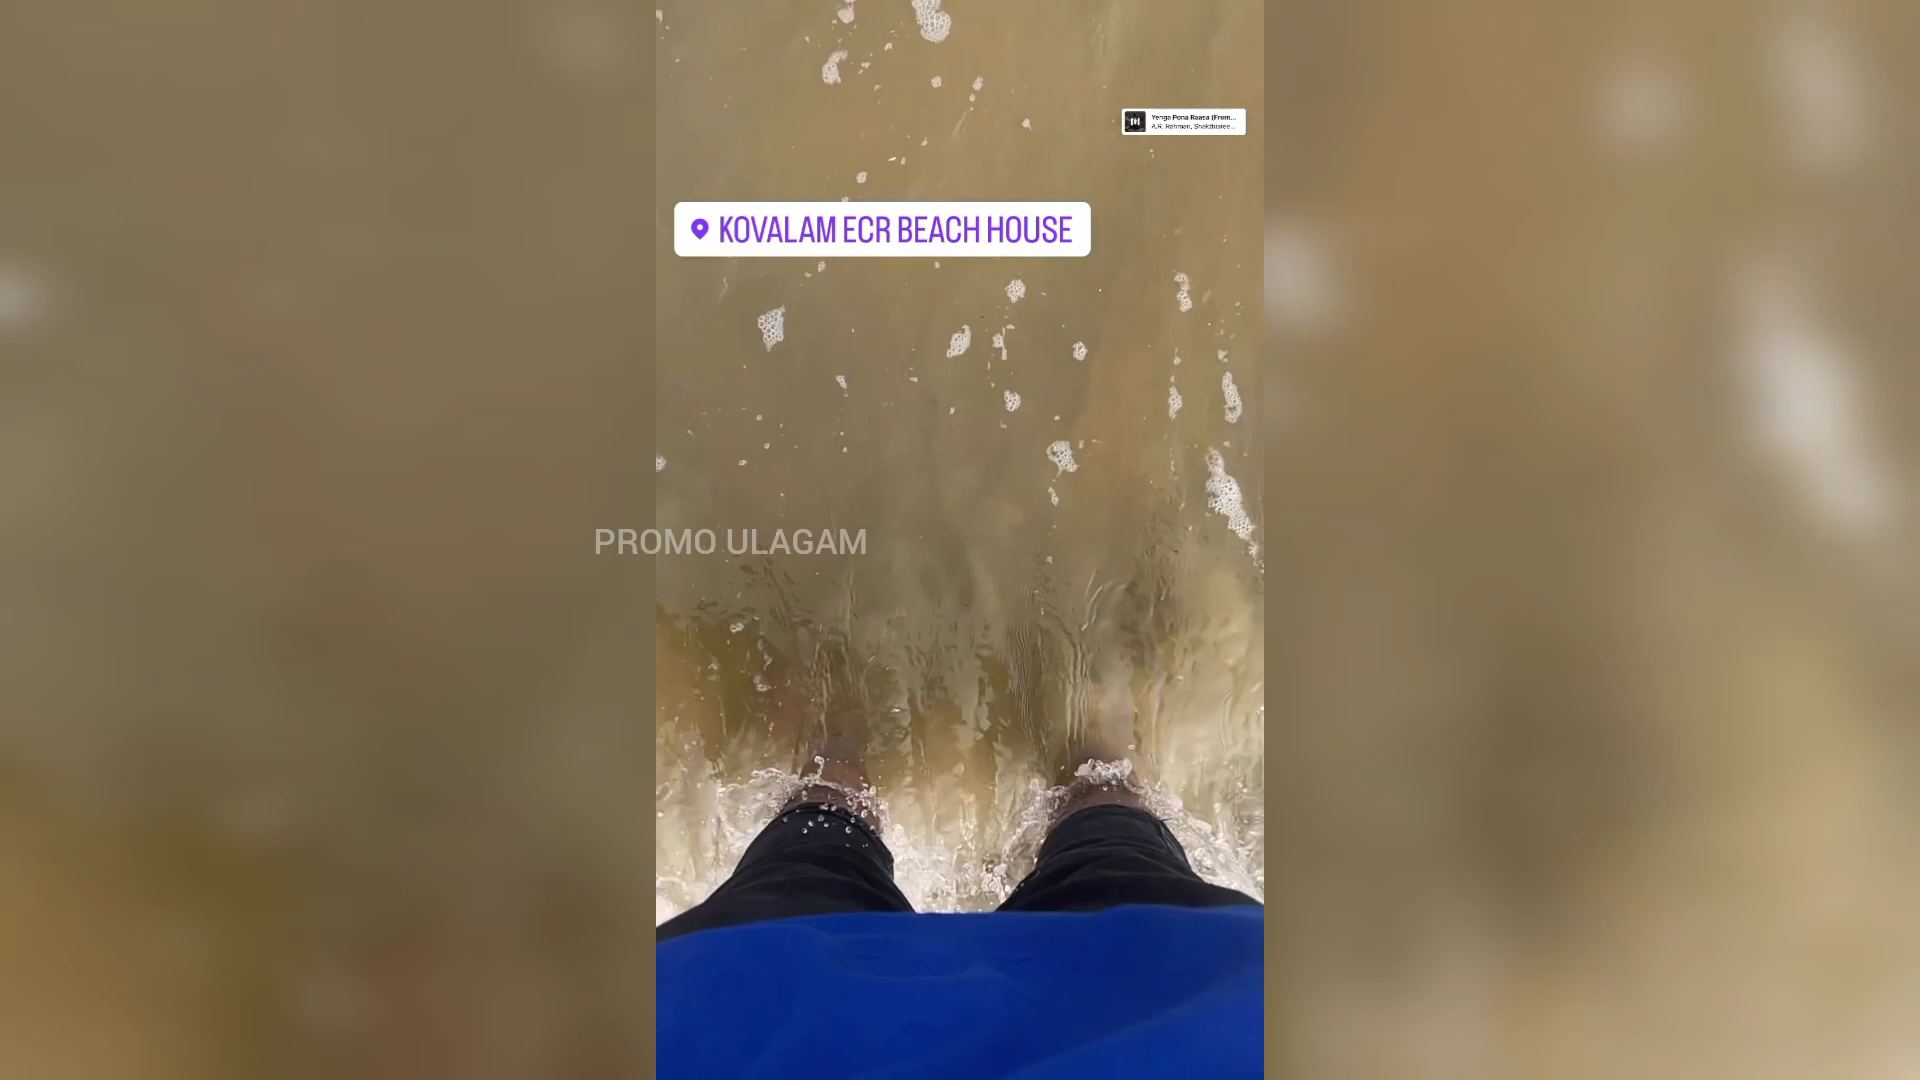 Yenga Pona Raasa (From...
A.R. Rahman, Shakthisree...
KOVALAM ECR BEACH HOUSE
PROMO ULAGAM